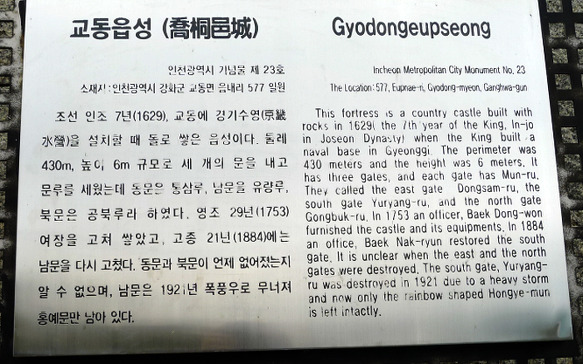 교동읍성 (喬桐邑城)
인천광역시 기념물 제 23호
소재지:인천광역시 강화군 교동면 읍내리 577 일원
조선 인조 7년(1629), 교동에 경기수영(京畿
水營)을 설치할 때 돌로 쌓은 읍성이다. 둘레
430m, 높이 6m 규모로 세 개의 문을 내고
문루를 세웠는데 동문은 통삼루, 남문을 유량루,
북문은 공북루라 하였다. 영조 29년(1753)
여장을 고쳐 쌓았고, 고종 21년(1884)에는
남문을 다시 고쳤다. 동문과 북문이 언제 없어졌는지
알 수 없으며, 남문은 1921년 폭풍우로 무너져
홍예문만 남아 있다.
Gyodongeupseong
Incheon Metropolitan City Monument No. 23
The Location:577, Eupnae-ri, Gyodong-myeon, Ganghwa-gun
This fortress is a country castle built with
rocks in 1629( the 7th year of the King, In-jo
in Joseon Dynasty) when the King built a
naval base in Gyeonggi. The perimeter was
430 meters and the height was 6 meters. It
has three gates, and each gate has Mun-ru.
They called the east gate Dongsam-ru, the
south gate Yuryang-ru, and the north gate
Gongbuk-ru. In 1753 an officer, Baek Dong-won
furnished the castle and its equipments. In 1884
an office, Baek Nak-ryun restored the south
gate. It is unclear when the east and the north
gates were destroyed. The south gate, Yuryang-
ru was destroyed in 1921 due to a heavy storm
and now only the rainbow shaped Hongye-mun
is left intactly.